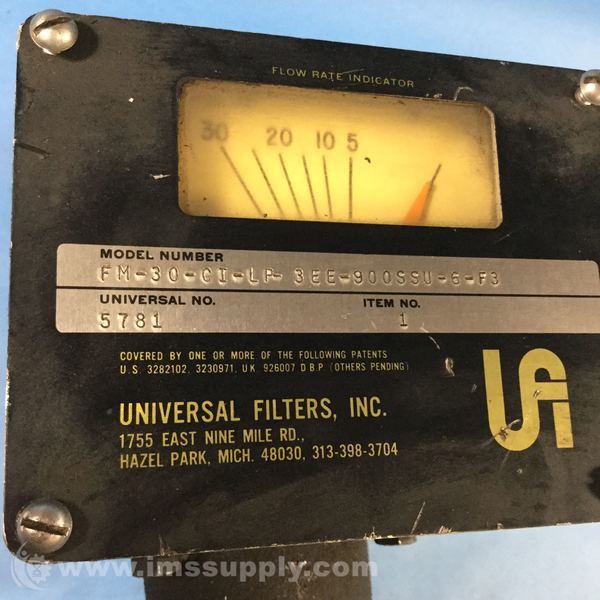 FLOW RATE INDICATOR
30 20 10 5
MODEL NUMBER
FM-30-CI-LP-3EE-900SSU-6-F3
UNIVERSAL NO. ITEM NO.
5781 1
COVERED BY ONE OR MORE OF THE FOLLOWING PATENTS
U.S. 3282102, 3230971, U.K. 926007 D.B.P. (OTHERS PENDING)
UFI
UNIVERSAL FILTERS, INC.
1755 EAST NINE MILE RD.,
HAZEL PARK, MICH. 48030, 313-398-3704
www.imssupply.com